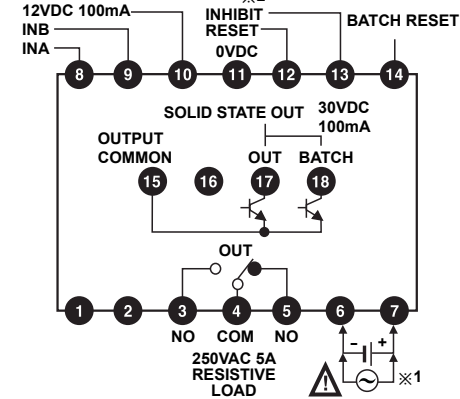 12VDC 100mA
INB
INA
INHIBIT
RESET
0VDC
BATCH RESET
8 9 10 11 12 13 14
SOLID STATE OUT
30VDC
100mA
OUTPUT
COMMON
OUT BATCH
15 16 17 18
OUT
1 2 3 4 5 6 7
NO COM NO
250VAC 5A
RESISTIVE
LOAD
- +
! ※1